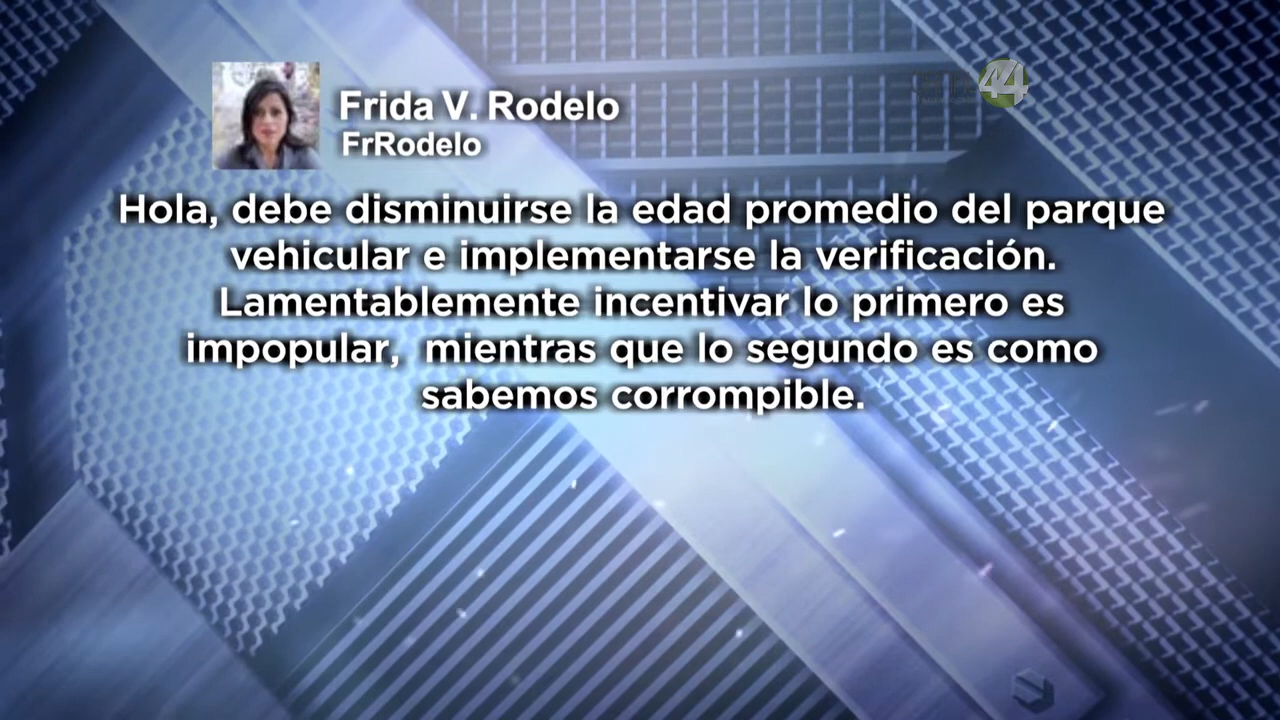 44
Frida V. Rodelo
FrRodelo
Hola, debe disminuirse la edad promedio del parque
vehicular e implementarse la verificación.
Lamentablemente incentivar lo primero es
impopular, mientras que lo segundo es como
sabemos corrompible.